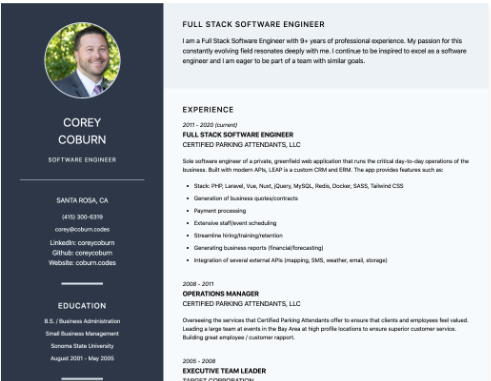 COREY
COBURN
SOFTWARE ENGINEER
SANTA ROSA, CA
(415) 300-6319
corey@coburn.codes
LinkedIn: coreycoburn
Github: coreycoburn
Website: coburn.codes
EDUCATION
B.S. / Business Administration
Small Business Management
Sonoma State University
August 2001 - May 2005
FULL STACK SOFTWARE ENGINEER
I am a Full Stack Software Engineer with 9+ years of professional experience. My passion for this
constantly evolving field resonates deeply with me. I continue to be inspired to excel as a software
engineer and I am eager to be part of a team with similar goals.
EXPERIENCE
2011 - 2020 (current)
FULL STACK SOFTWARE ENGINEER
CERTIFIED PARKING ATTENDANTS, LLC
Sole software engineer of a private, greenfield web application that runs the critical day-to-day operations of the
business. Built with modern APIs, LEAP is a custom CRM and ERM. The app provides features such as:
• Stack: PHP, Laravel, Vue, Nust, jQuery, MySQL, Redis, Docker, SASS, Tailwind CSS
• Generation of business quotes/contracts
• Payment processing
• Extensive staff/event scheduling
• Streamline hiring/training/retention
• Generating business reports (financial/forecasting)
• Integration of several external APIs (mapping, SMS, weather, email, storage)
2008 - 2011
OPERATIONS MANAGER
CERTIFIED PARKING ATTENDANTS, LLC
Overseeing the services that Certified Parking Attendants offer to ensure that clients and employees feel valued.
Leading a large team at events in the Bay Area at high profile locations to ensure superior customer service.
Building great employee / customer rapport.
2005 - 2008
EXECUTIVE TEAM LEADER
TARGET CORPORATION